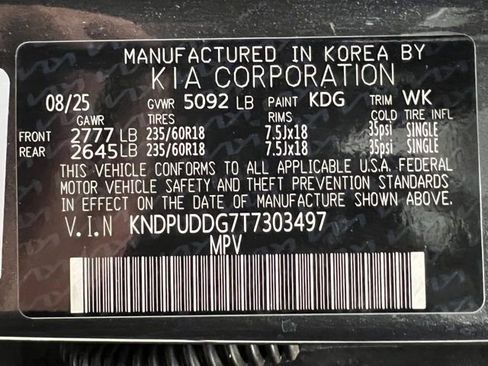 MANUFACTURED IN KOREA BY
KIA CORPORATION
08/25 GVWR 5092 LB PAINT KDG TRIM WK
GAWR TIRES RIMS COLD TIRE INFL
FRONT 2777 LB 235/60R18 7.5Jx18 35psi SINGLE
REAR 2645LB 235/60R18 7.5Jx18 35psi SINGLE
THIS VEHICLE CONFORMS TO ALL APPLICABLE U.S.A. FEDERAL
MOTOR VEHICLE SAFETY AND THEFT PREVENTION STANDARDS
IN EFFECT ON THE DATE OF MANUFACTURE SHOWN ABOVE.
V.I.N KNDPUDDG7T7303497
MPV